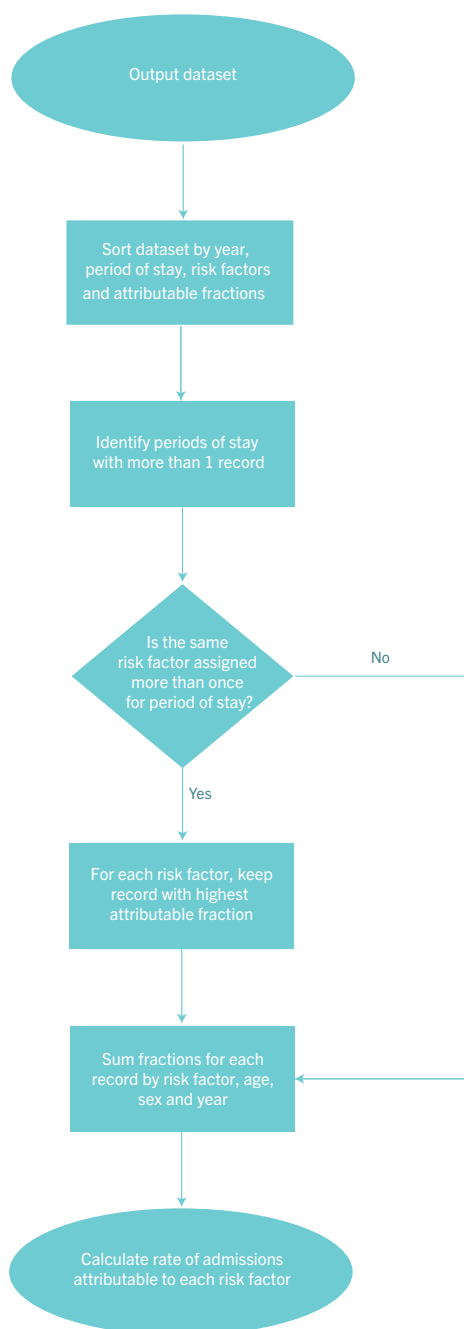 Output dataset
Sort dataset by year,
period of stay, risk factors
and attributable fractions
Identify periods of stay
with more than 1 record
Is the same
risk factor assigned
more than once
for period of stay?
No
Yes
For each risk factor, keep
record with highest
attributable fraction
Sum fractions for each
record by risk factor, age,
sex and year
Calculate rate of admissions
attributable to each risk factor